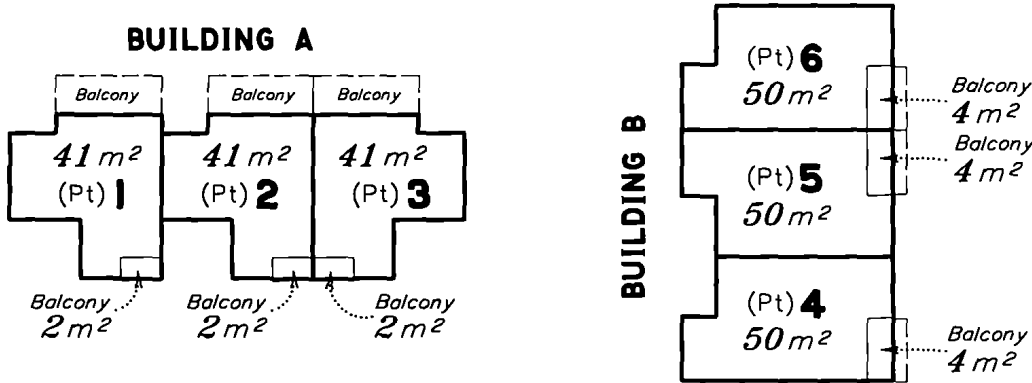 BUILDING A
Balcony
Balcony
Balcony
41 m²
41 m²
41 m²
(Pt) 1
(Pt) 2
(Pt) 3
Balcony
2 m²
Balcony
2 m²
Balcony
2 m²
BUILDING B
(Pt) 6
50 m²
Balcony
4 m²
Balcony
4 m²
(Pt) 5
50 m²
(Pt) 4
50 m²
Balcony
4 m²